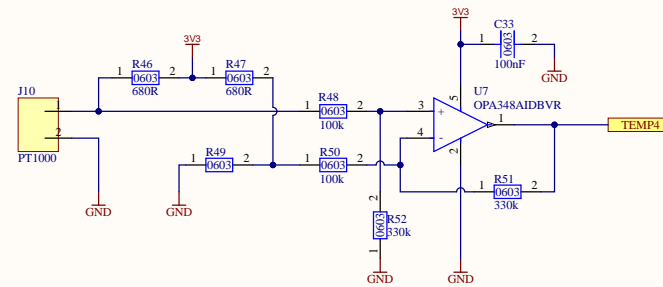 3V3
C33
1 2
0603
100nF
GND
3V3
R46
1 2
0603
680R
R47
1 2
0603
680R
J10
1
2
PT1000
GND
R48
1 2
0603
100k
R49
1 2
0603
GND
R50
1 2
0603
100k
U7
OPA348AIDBVR
3 +
4 -
5
2
1
TEMP4
R51
1 2
0603
330k
R52
2
0603
330k
1
GND
GND